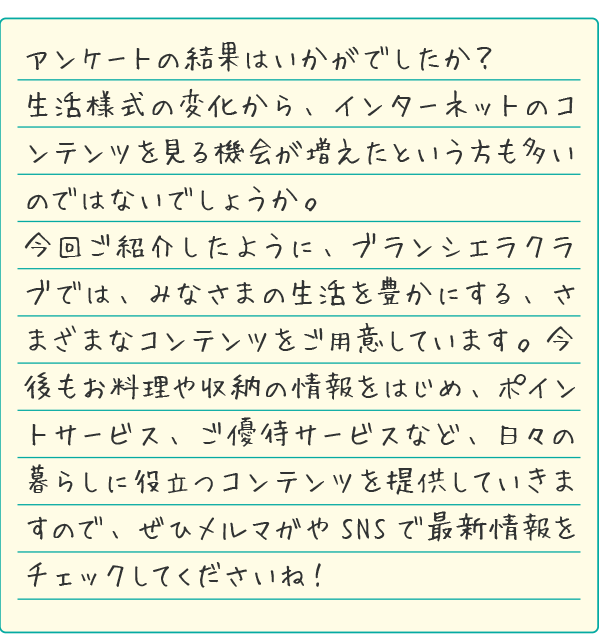 アンケートの結果はいかがでしたか？
生活様式の変化から、インターネットのコ
ンテンツを見る機会が増えたという方も多い
のではないでしょうか。
今回ご紹介したように、ブランシエラクラ
ブでは、みなさまの生活を豊かにする、さ
まざまなコンテンツをご用意しています。今
後もお料理や収納の情報をはじめ、ポイン
トサービス、ご優待サービスなど、日々の
暮らしに役立つコンテンツを提供していきま
すので、ぜひメルマガや SNS で最新情報を
チェックしてくださいね！